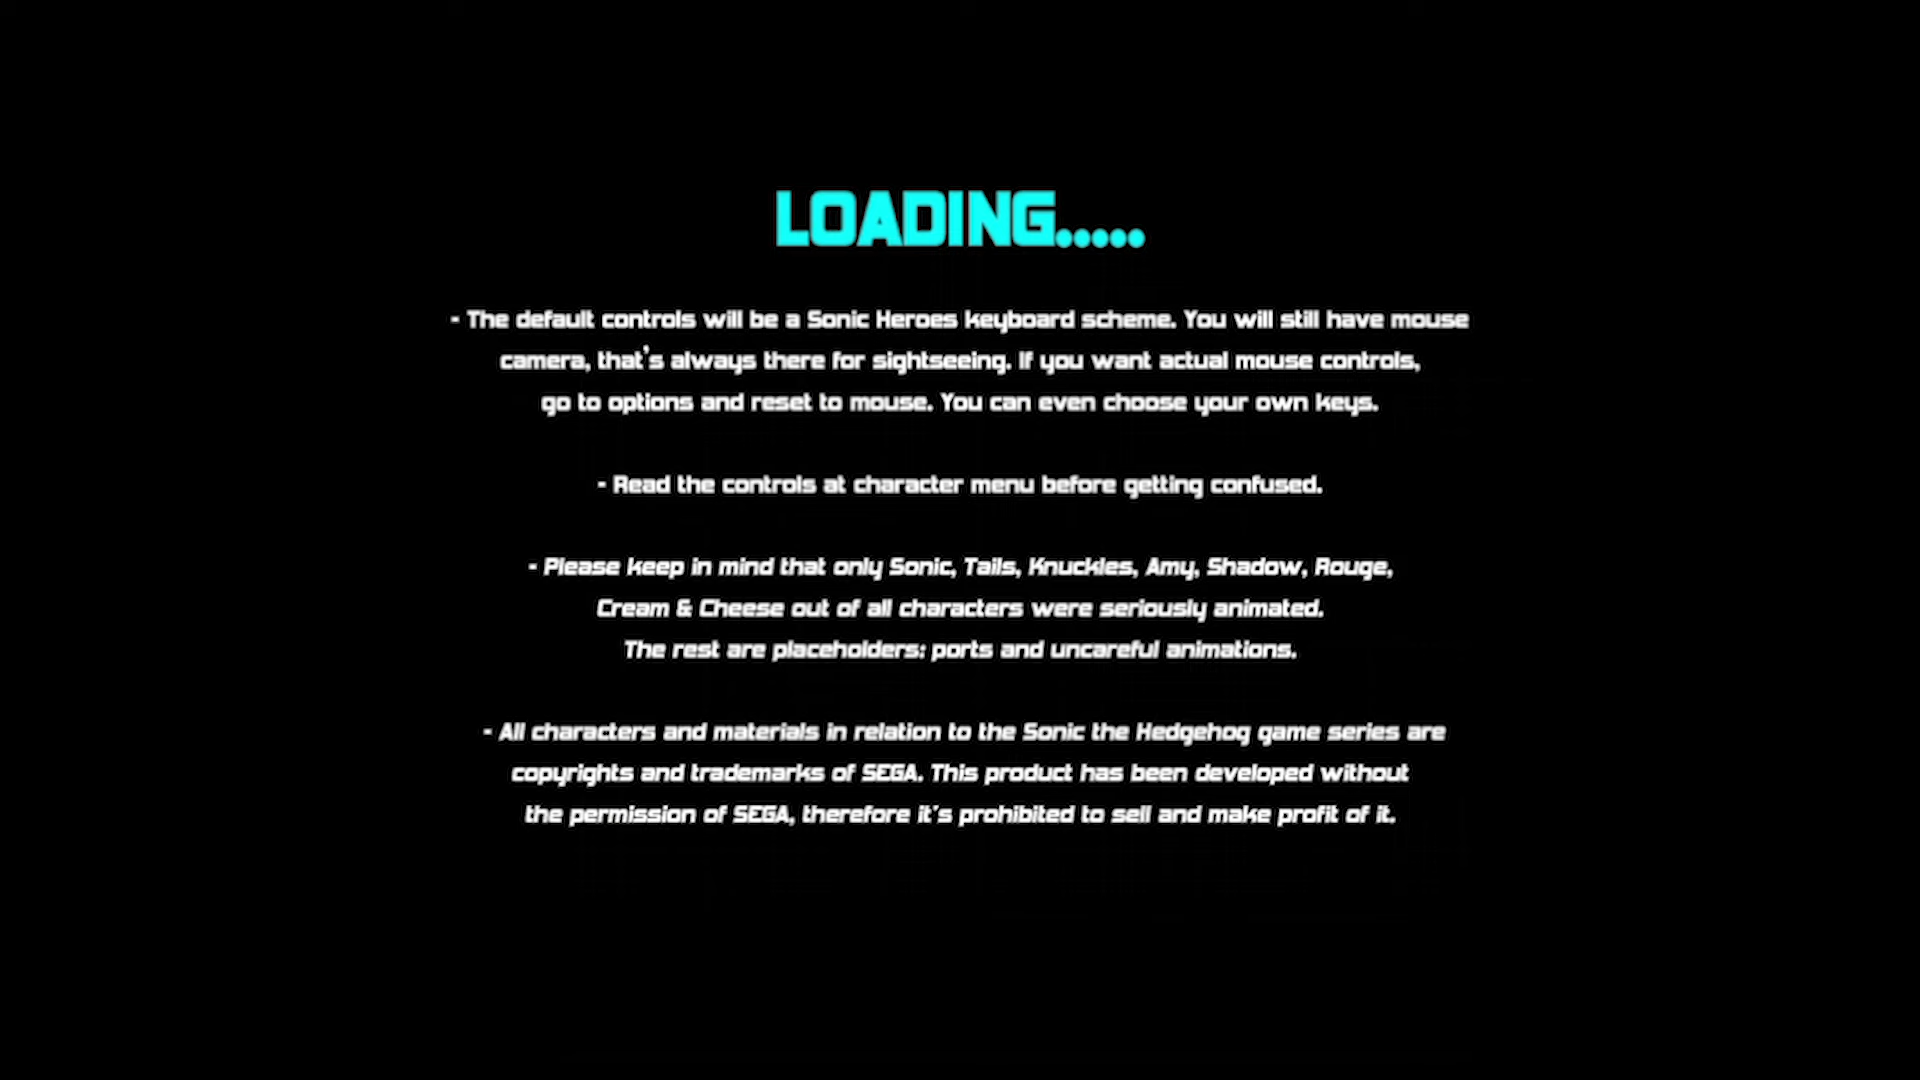 LOADING.....
- The default controls will be a Sonic Heroes keyboard scheme. You will still have mouse
camera, that's always there for sightseeing. If you want actual mouse controls,
go to options and reset to mouse. You can even choose your own keys.
- Read the controls at character menu before getting confused.
- Please keep in mind that only Sonic, Tails, Knuckles, Amy, Shadow, Rouge,
Cream & Cheese out of all characters were seriously animated.
The rest are placeholders; ports and uncareful animations.
- All characters and materials in relation to the Sonic the Hedgehog game series are
copyrights and trademarks of SEGA. This product has been developed without
the permission of SEGA, therefore it's prohibited to sell and make profit of it.